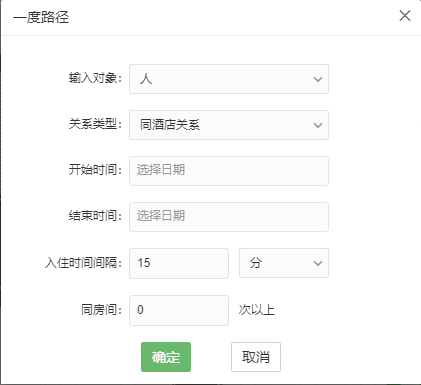 一度路径
输入对象： 人
关系类型： 同酒店关系
开始时间： 选择日期
结束时间： 选择日期
入住时间间隔： 15 分
同房间： 0 次以上
确定 取消